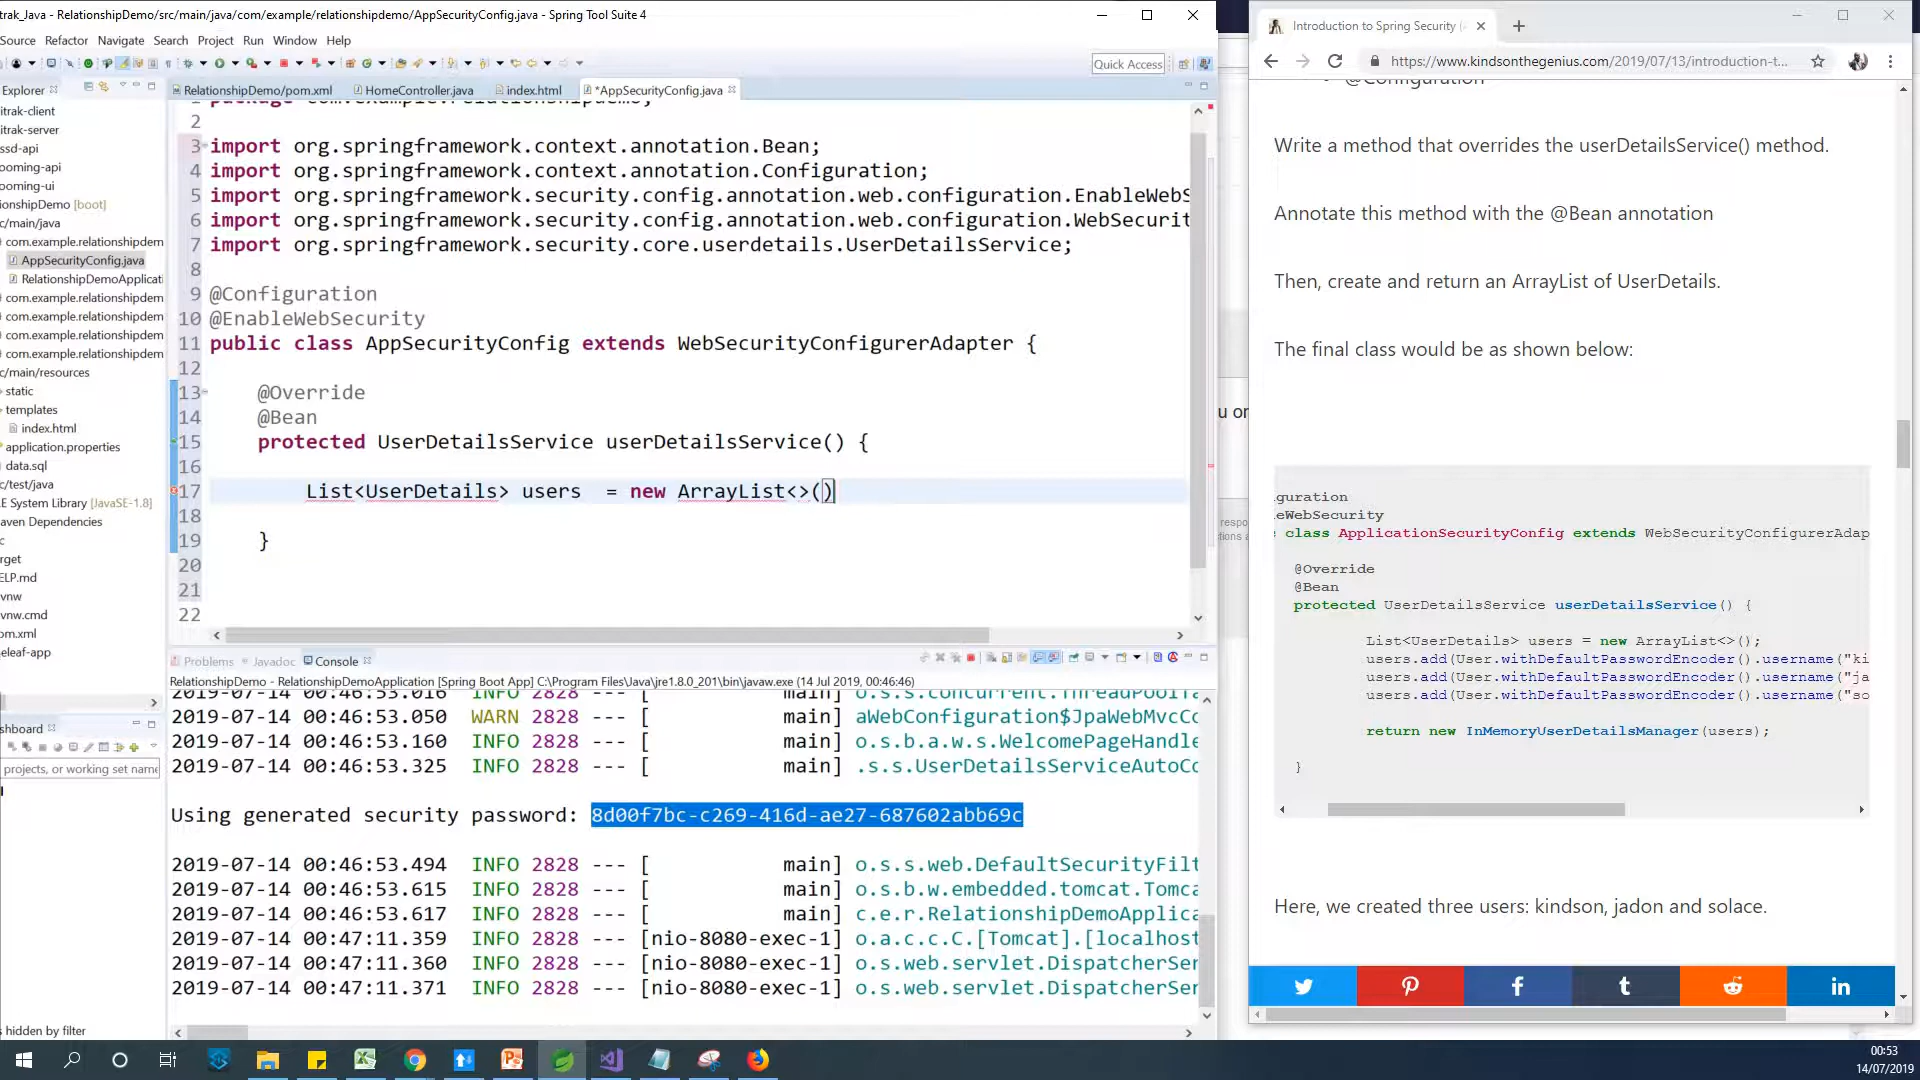 trak_Java - RelationshipDemo/src/main/java/com/example/relationshipdemo/AppSecurityConfig.java - Spring Tool Suite 4
Source Refactor Navigate Search Project Run Window Help
Quick Access
Explorer
itrak-client
itrak-server
ssd-api
ooming-api
ooming-ui
ionshipDemo [boot]
c/main/java
com.example.relationshipdem
AppSecurityConfig.java
RelationshipDemoApplicati
com.example.relationshipdem
com.example.relationshipdem
com.example.relationshipdem
com.example.relationshipdem
c/main/resources
static
templates
index.html
application.properties
data.sql
c/test/java
E System Library [JavaSE-1.8]
aven Dependencies
c
rget
ELP.md
vnw
vnw.cmd
om.xml
eleaf-app
shboard
projects, or working set name
s hidden by filter
RelationshipDemo/pom.xml HomeController.java index.html *AppSecurityConfig.java
1 package com.example.relationshipdemo;
2
3 import org.springframework.context.annotation.Bean;
4 import org.springframework.context.annotation.Configuration;
5 import org.springframework.security.config.annotation.web.configuration.EnableWebS
6 import org.springframework.security.config.annotation.web.configuration.WebSecurit
7 import org.springframework.security.core.userdetails.UserDetailsService;
8
9 @Configuration
10 @EnableWebSecurity
11 public class AppSecurityConfig extends WebSecurityConfigurerAdapter {
12
13 @Override
14 @Bean
15 protected UserDetailsService userDetailsService() {
16
17 List<UserDetails> users = new ArrayList<>()
18
19 }
20
21
22
Problems Javadoc Console
RelationshipDemo - RelationshipDemoApplication [Spring Boot App] C:\Program Files\Java\jre1.8.0_201\bin\javaw.exe (14 Jul 2019, 00:46:46)
2019-07-14 00:46:53.016 INFO 2828 --- [ main] o.s.s.concurrent.ThreadPoolTa
2019-07-14 00:46:53.050 WARN 2828 --- [ main] aWebConfiguration$JpaWebMvcCo
2019-07-14 00:46:53.160 INFO 2828 --- [ main] o.s.b.a.w.s.WelcomePageHandle
2019-07-14 00:46:53.325 INFO 2828 --- [ main] .s.s.UserDetailsServiceAutoCo
Using generated security password: 8d00f7bc-c269-416d-ae27-687602abb69c
2019-07-14 00:46:53.494 INFO 2828 --- [ main] o.s.s.web.DefaultSecurityFilt
2019-07-14 00:46:53.615 INFO 2828 --- [ main] o.s.b.w.embedded.tomcat.Tomca
2019-07-14 00:46:53.617 INFO 2828 --- [ main] c.e.r.RelationshipDemoApplica
2019-07-14 00:47:11.359 INFO 2828 --- [nio-8080-exec-1] o.a.c.c.C.[Tomcat].[localhost
2019-07-14 00:47:11.360 INFO 2828 --- [nio-8080-exec-1] o.s.web.servlet.DispatcherSer
2019-07-14 00:47:11.371 INFO 2828 --- [nio-8080-exec-1] o.s.web.servlet.DispatcherSer
u or
respo
tions a
Introduction to Spring Security (
https://www.kindsonthegenius.com/2019/07/13/introduction-t...
@Configuration
Write a method that overrides the userDetailsService() method.
Annotate this method with the @Bean annotation
Then, create and return an ArrayList of UserDetails.
The final class would be as shown below:
guration
eWebSecurity
class ApplicationSecurityConfig extends WebSecurityConfigurerAdap
@Override
@Bean
protected UserDetailsService userDetailsService() {
List<UserDetails> users = new ArrayList<>();
users.add(User.withDefaultPasswordEncoder().username("ki
users.add(User.withDefaultPasswordEncoder().username("ja
users.add(User.withDefaultPasswordEncoder().username("so
return new InMemoryUserDetailsManager(users);
}
Here, we created three users: kindson, jadon and solace.
00:53
14/07/2019